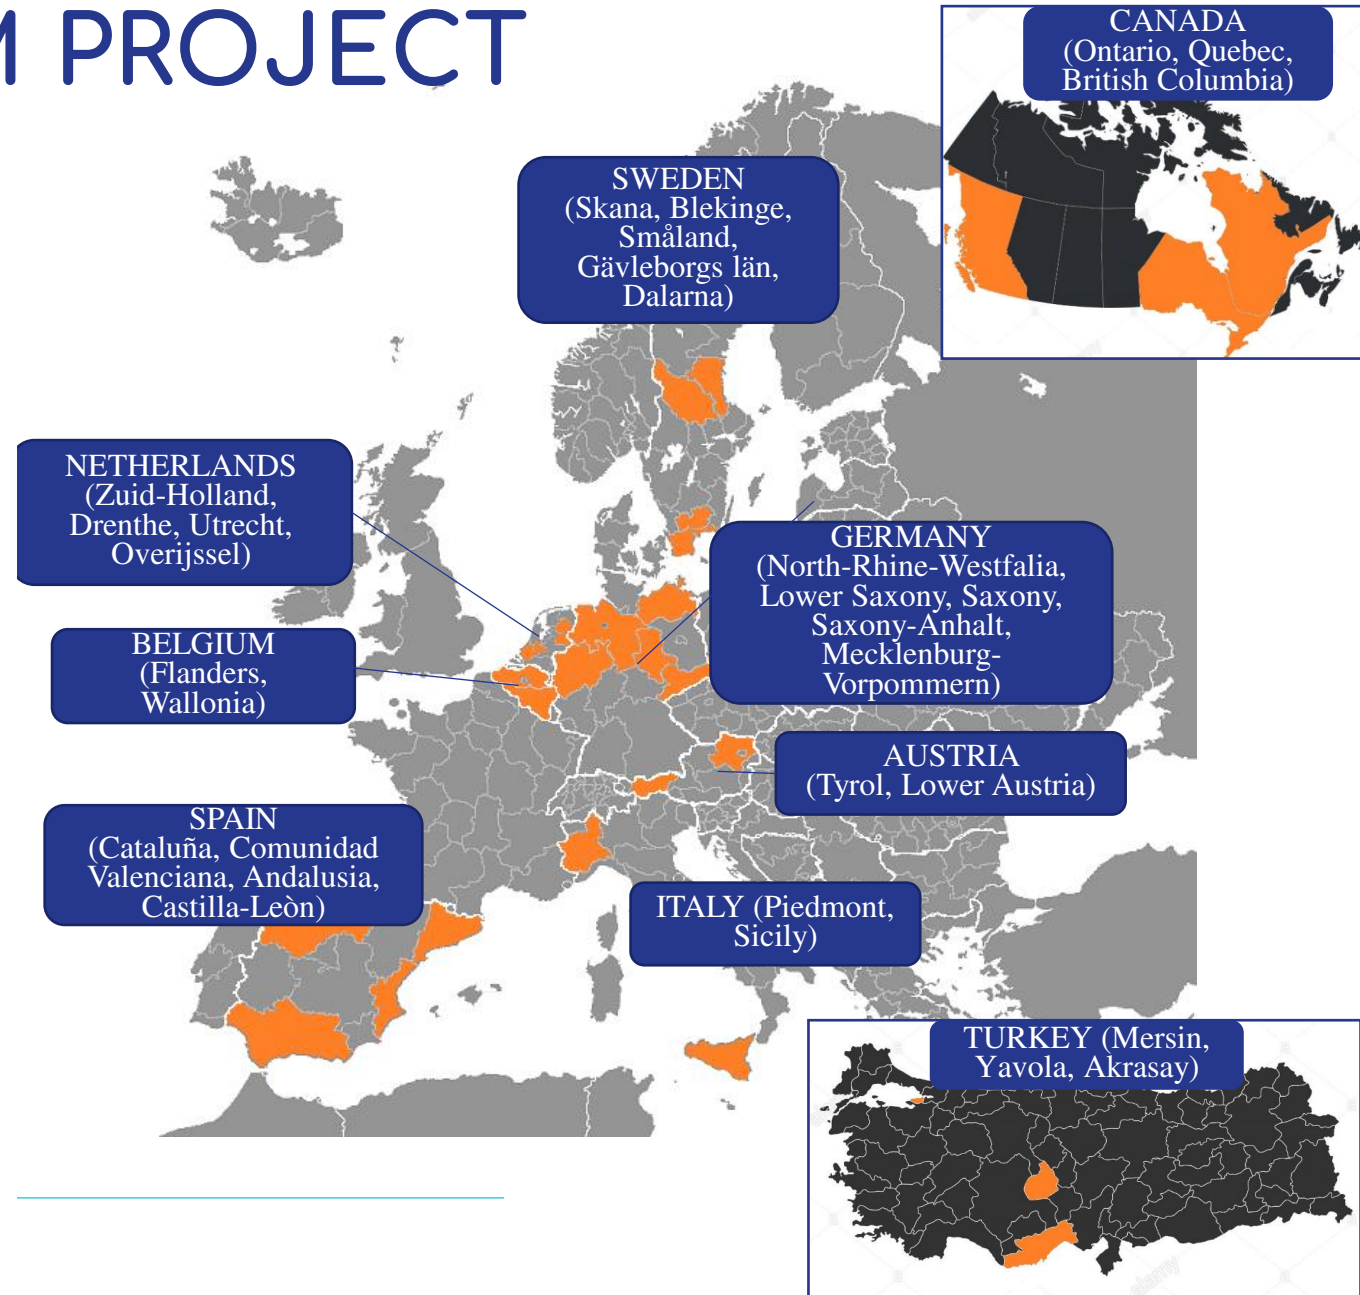 M PROJECT
CANADA
(Ontario, Quebec,
British Columbia)
SWEDEN
(Skana, Blekinge,
Småland,
Gävleborgs län,
Dalarna)
NETHERLANDS
(Zuid-Holland,
Drenthe, Utrecht,
Overijssel)
GERMANY
(North-Rhine-Westfalia,
Lower Saxony, Saxony,
Saxony-Anhalt,
Mecklenburg-
Vorpommern)
BELGIUM
(Flanders,
Wallonia)
AUSTRIA
(Tyrol, Lower Austria)
SPAIN
(Cataluña, Comunidad
Valenciana, Andalusia,
Castilla-Leòn)
ITALY (Piedmont,
Sicily)
TURKEY (Mersin,
Yavola, Akrasay)